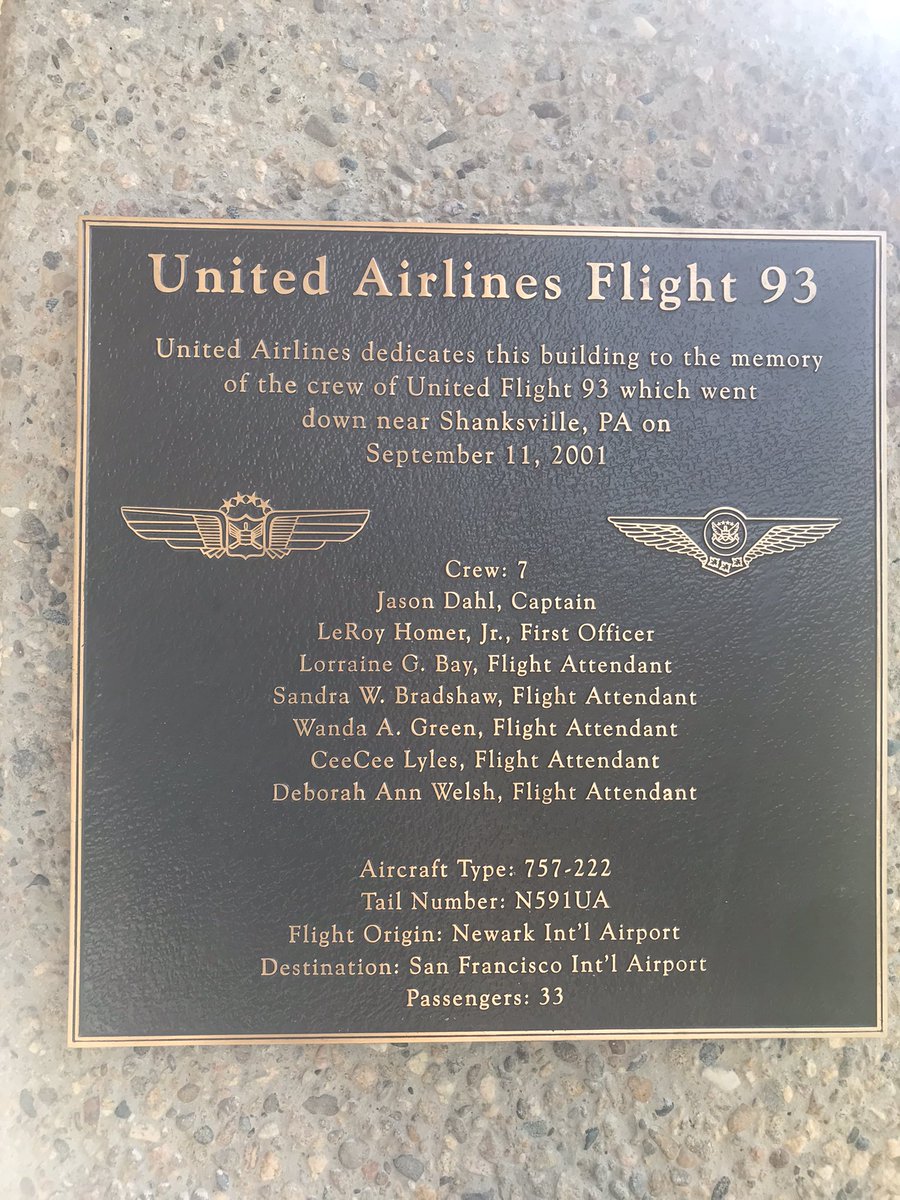 United Airlines Flight 93
United Airlines dedicates this building to the memory
of the crew of United Flight 93 which went
down near Shanksville, PA on
September 11, 2001
Crew: 7
Jason Dahl, Captain
LeRoy Homer, Jr., First Officer
Lorraine G. Bay, Flight Attendant
Sandra W. Bradshaw, Flight Attendant
Wanda A. Green, Flight Attendant
CeeCee Lyles, Flight Attendant
Deborah Ann Welsh, Flight Attendant
Aircraft Type: 757-222
Tail Number: N591UA
Flight Origin: Newark Int'l Airport
Destination: San Francisco Int'l Airport
Passengers: 33